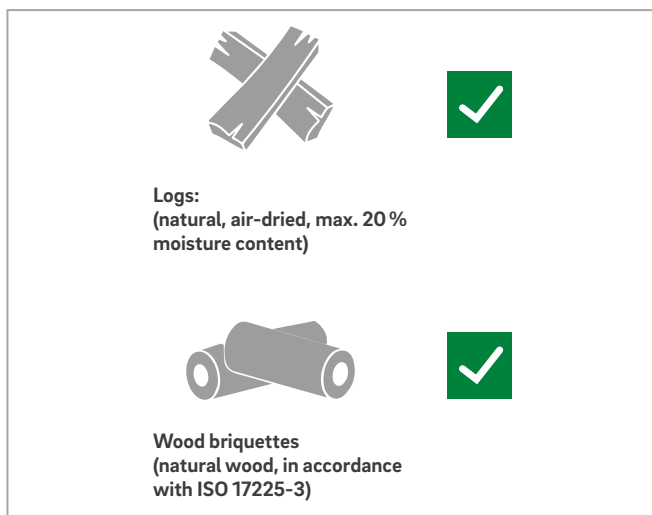 Logs:
(natural, air-dried, max. 20 %
moisture content)
Wood briquettes
(natural wood, in accordance
with ISO 17225-3)